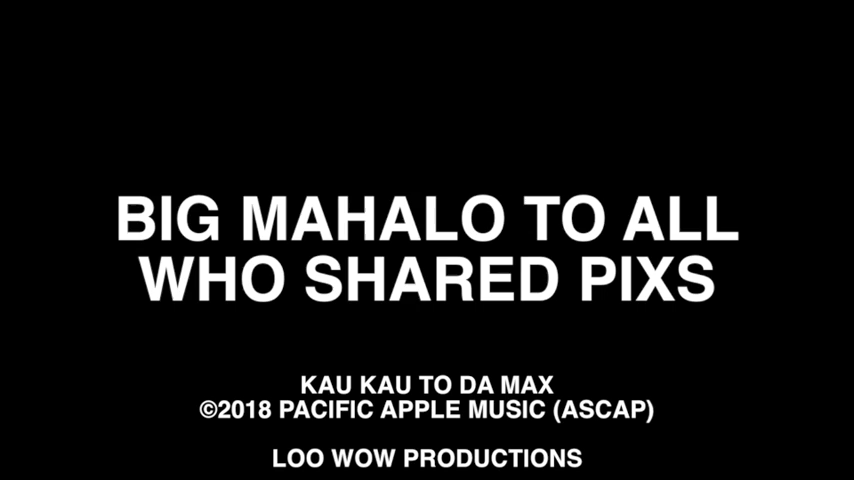 BIG MAHALO TO ALL
WHO SHARED PIXS
KAU KAU TO DA MAX
©2018 PACIFIC APPLE MUSIC (ASCAP)
LOO WOW PRODUCTIONS